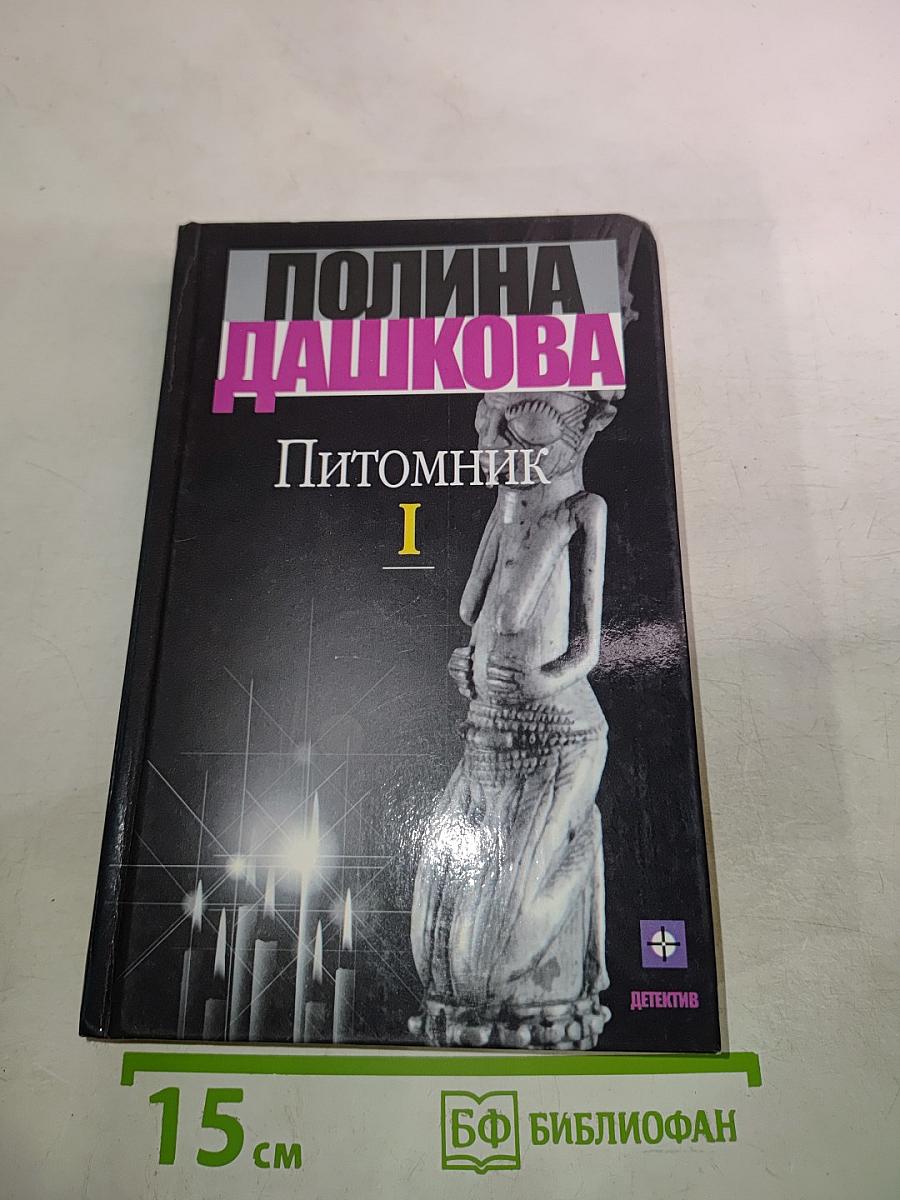 ПОЛИНА
ДАШКОВА
Питомник
I
ДЕТЕКТИВ
15 см
БФ БИБЛИОФАН